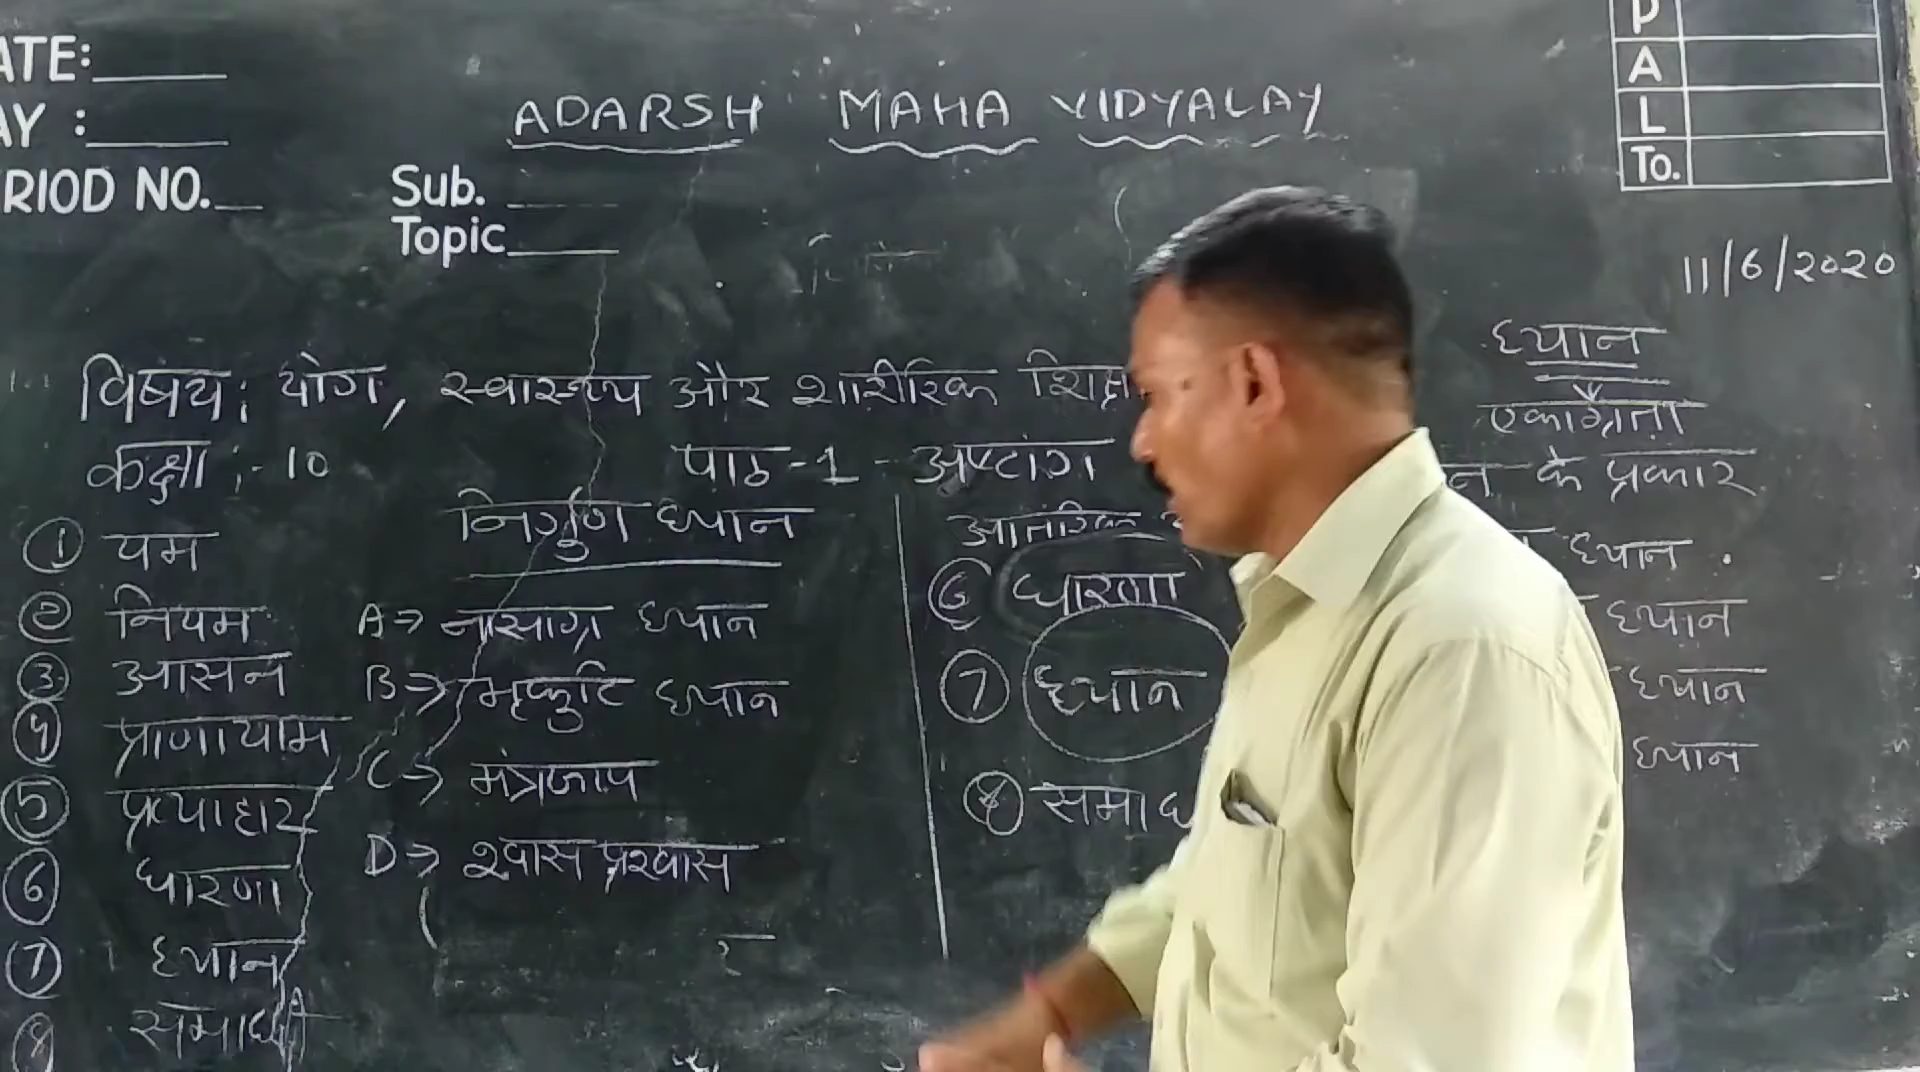 ATE:
AY :
RIOD NO.
Sub.
Topic
ADARSH MAHA VIDYALAY
P
A
L
To.
11/6/2020
विषय: योग, स्वास्थ्य और शारीरिक शिक्ष
कक्षा :- 10
पाठ - 1 - अष्टांग
① यम
② नियम
③ आसन
④ प्राणायाम
⑤ प्रत्याहार
⑥ धारणा
⑦ ध्यान
⑧ समाधि
निर्गुण ध्यान
A → नासाग्र ध्यान
B → भृकुटि ध्यान
C → मंत्रजाप
D → श्वास प्रश्वास
आतंरिक
⑥ धारणा
⑦ ध्यान
⑧ समाध
ध्यान
एकाग्रता
न के प्रकार
ध्यान .
ध्यान
ध्यान
ध्यान